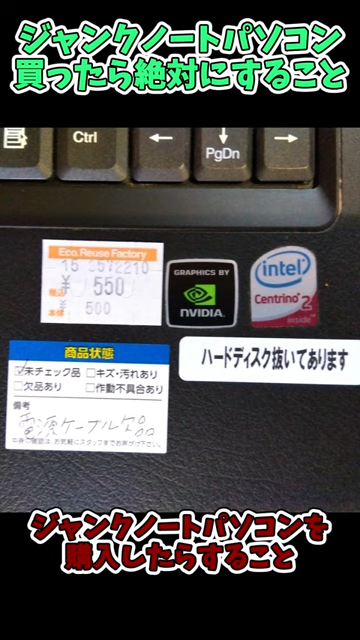 ジャンクノートパソコン
買ったら絶対にすること
Ctrl
←
↓
PgDn
→
Eco.Reuse Factory
¥ 550
税込
本体 500
GRAPHICS BY
NVIDIA
intel
Centrino 2
inside™
商品状態
☑未チェック品 □キズ・汚れあり
□欠品あり □作動不具合あり
備考
電源ケーブル欠品
ハードディスク抜いてあります
ジャンクノートパソコンを
購入したらすること